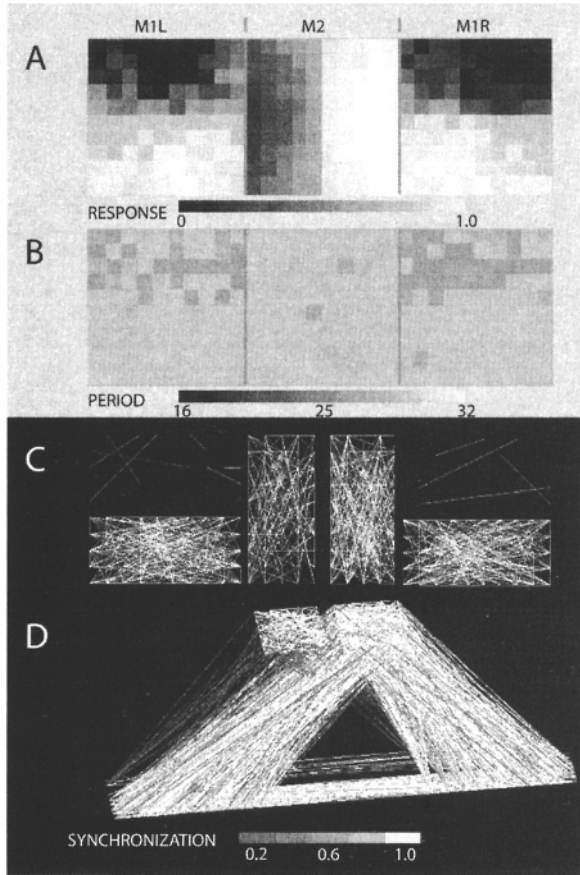 M1L M2 M1R
A
RESPONSE
0 1.0
B
PERIOD
16 25 32
C
D
SYNCHRONIZATION
0.2 0.6 1.0